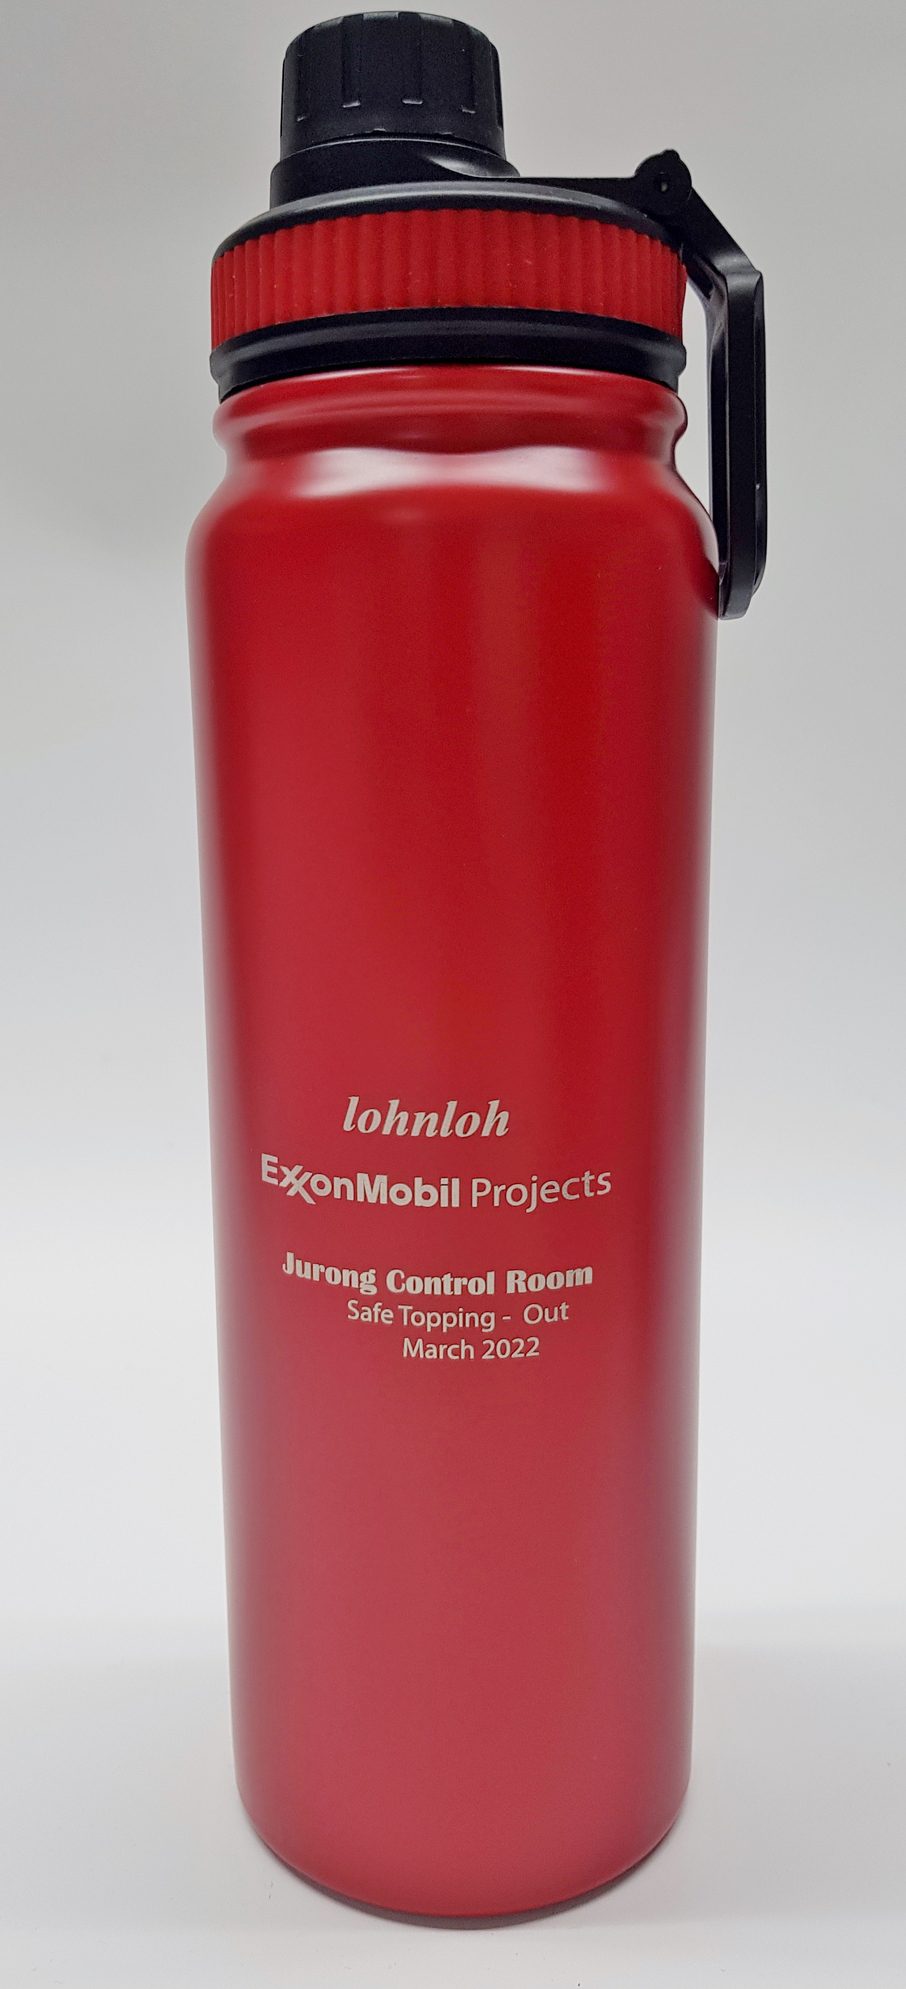 lohnloh
ExxonMobil Projects
Jurong Control Room
Safe Topping - Out
March 2022